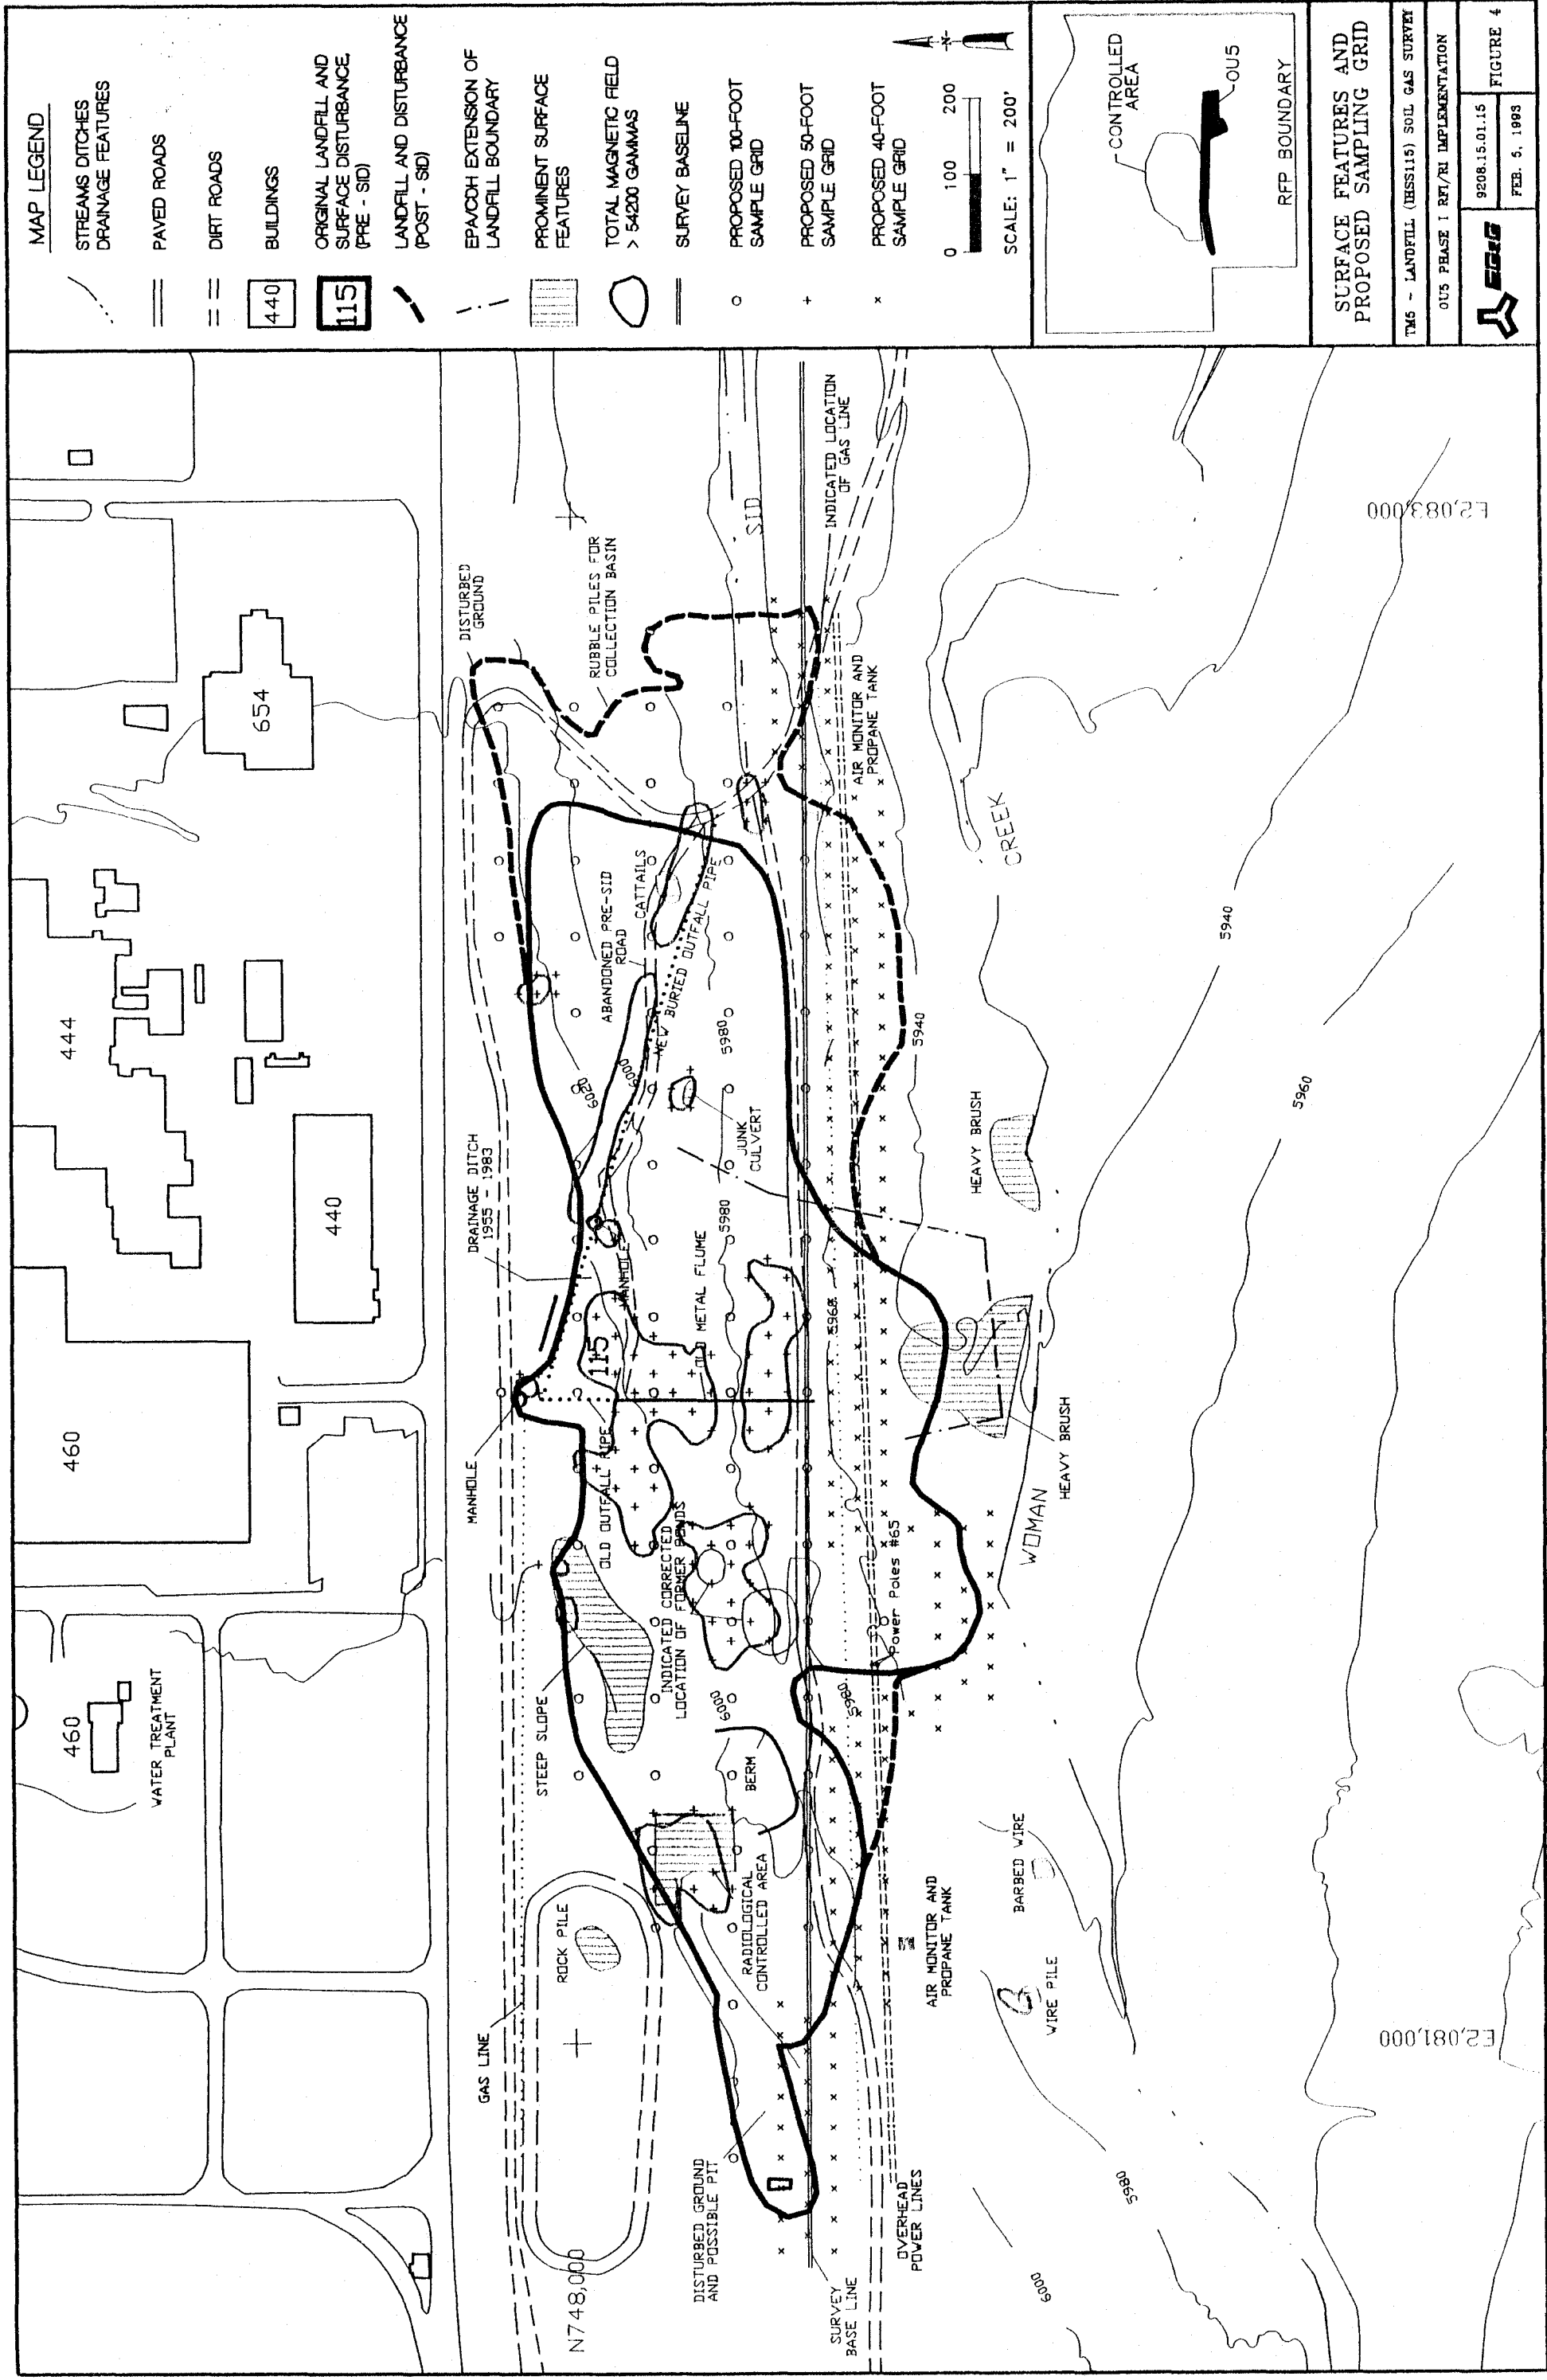 MAP LEGEND
STREAMS DITCHES
DRAINAGE FEATURES
PAVED ROADS
DIRT ROADS
440
BUILDINGS
115
ORIGINAL LANDFILL AND
SURFACE DISTURBANCE,
(PRE - SID)
LANDFILL AND DISTURBANCE
(POST - SID)
EPA/CDH EXTENSION OF
LANDFILL BOUNDARY
PROMINENT SURFACE
FEATURES
TOTAL MAGNETIC FIELD
> 54200 GAMMAS
SURVEY BASELINE
PROPOSED 100-FOOT
SAMPLE GRID
PROPOSED 50-FOOT
SAMPLE GRID
PROPOSED 40-FOOT
SAMPLE GRID
N
0 100 200
SCALE: 1" = 200'
CONTROLLED
AREA
OU5
RFP BOUNDARY
SURFACE FEATURES AND
PROPOSED SAMPLING GRID
TM5 - LANDFILL (IHSS115) SOIL GAS SURVEY
OU5 PHASE I RFI/RI IMPLEMENTATION
EG&G
9208.15.01.15
FEB. 5, 1993
FIGURE 4
460
WATER TREATMENT
PLANT
460
440
444
654
GAS LINE
ROCK PILE
N748,000
STEEP SLOPE
MANHOLE
DRAINAGE DITCH
1955 - 1983
DISTURBED
GROUND
RUBBLE PILES FOR
COLLECTION BASIN
ABANDONED PRE-SID
ROAD
CATTAILS
NEW BURIED OUTFALL PIPE
6020
6000
5980
JUNK
CULVERT
5980
MANHOLE
115
OLD METAL FLUME
OLD OUTFALL PIPE
INDICATED CORRECTED
LOCATION OF FORMER PONDS
6000
BERM
RADIOLOGICAL
CONTROLLED AREA
DISTURBED GROUND
AND POSSIBLE PIT
SURVEY
BASE LINE
OVERHEAD
POWER LINES
SID
INDICATED LOCATION
OF GAS LINE
AIR MONITOR AND
PROPANE TANK
5940
5980
Power Poles #65
AIR MONITOR AND
PROPANE TANK
BARBED WIRE
WIRE PILE
HEAVY BRUSH
HEAVY BRUSH
WOMAN
CREEK
5940
5960
5980
6000
E2,081,000
E2,083,000